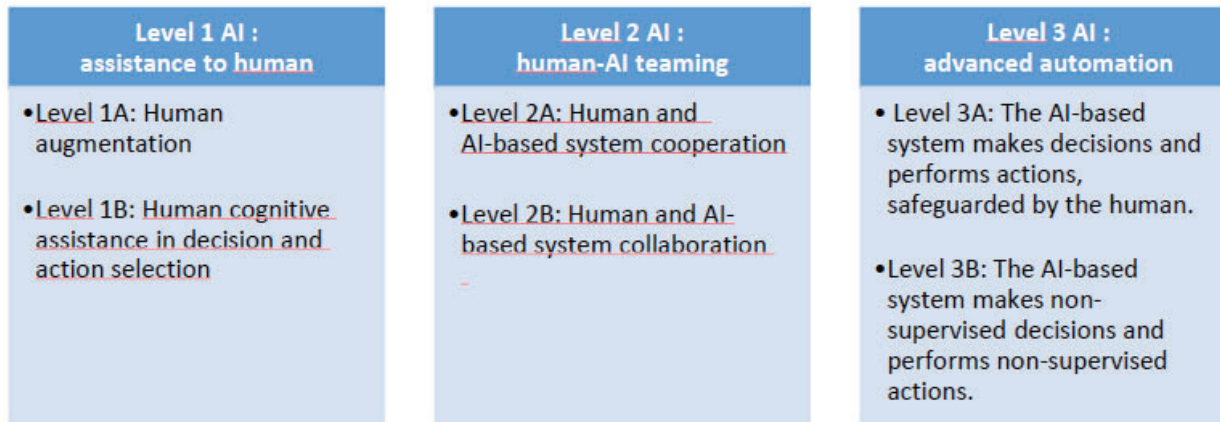 Level 1 AI :
assistance to human
•Level 1A: Human
augmentation
•Level 1B: Human cognitive
assistance in decision and
action selection
Level 2 AI :
human-AI teaming
•Level 2A: Human and
AI-based system cooperation
•Level 2B: Human and AI-
based system collaboration
Level 3 AI :
advanced automation
• Level 3A: The AI-based
system makes decisions and
performs actions,
safeguarded by the human.
•Level 3B: The AI-based
system makes non-
supervised decisions and
performs non-supervised
actions.